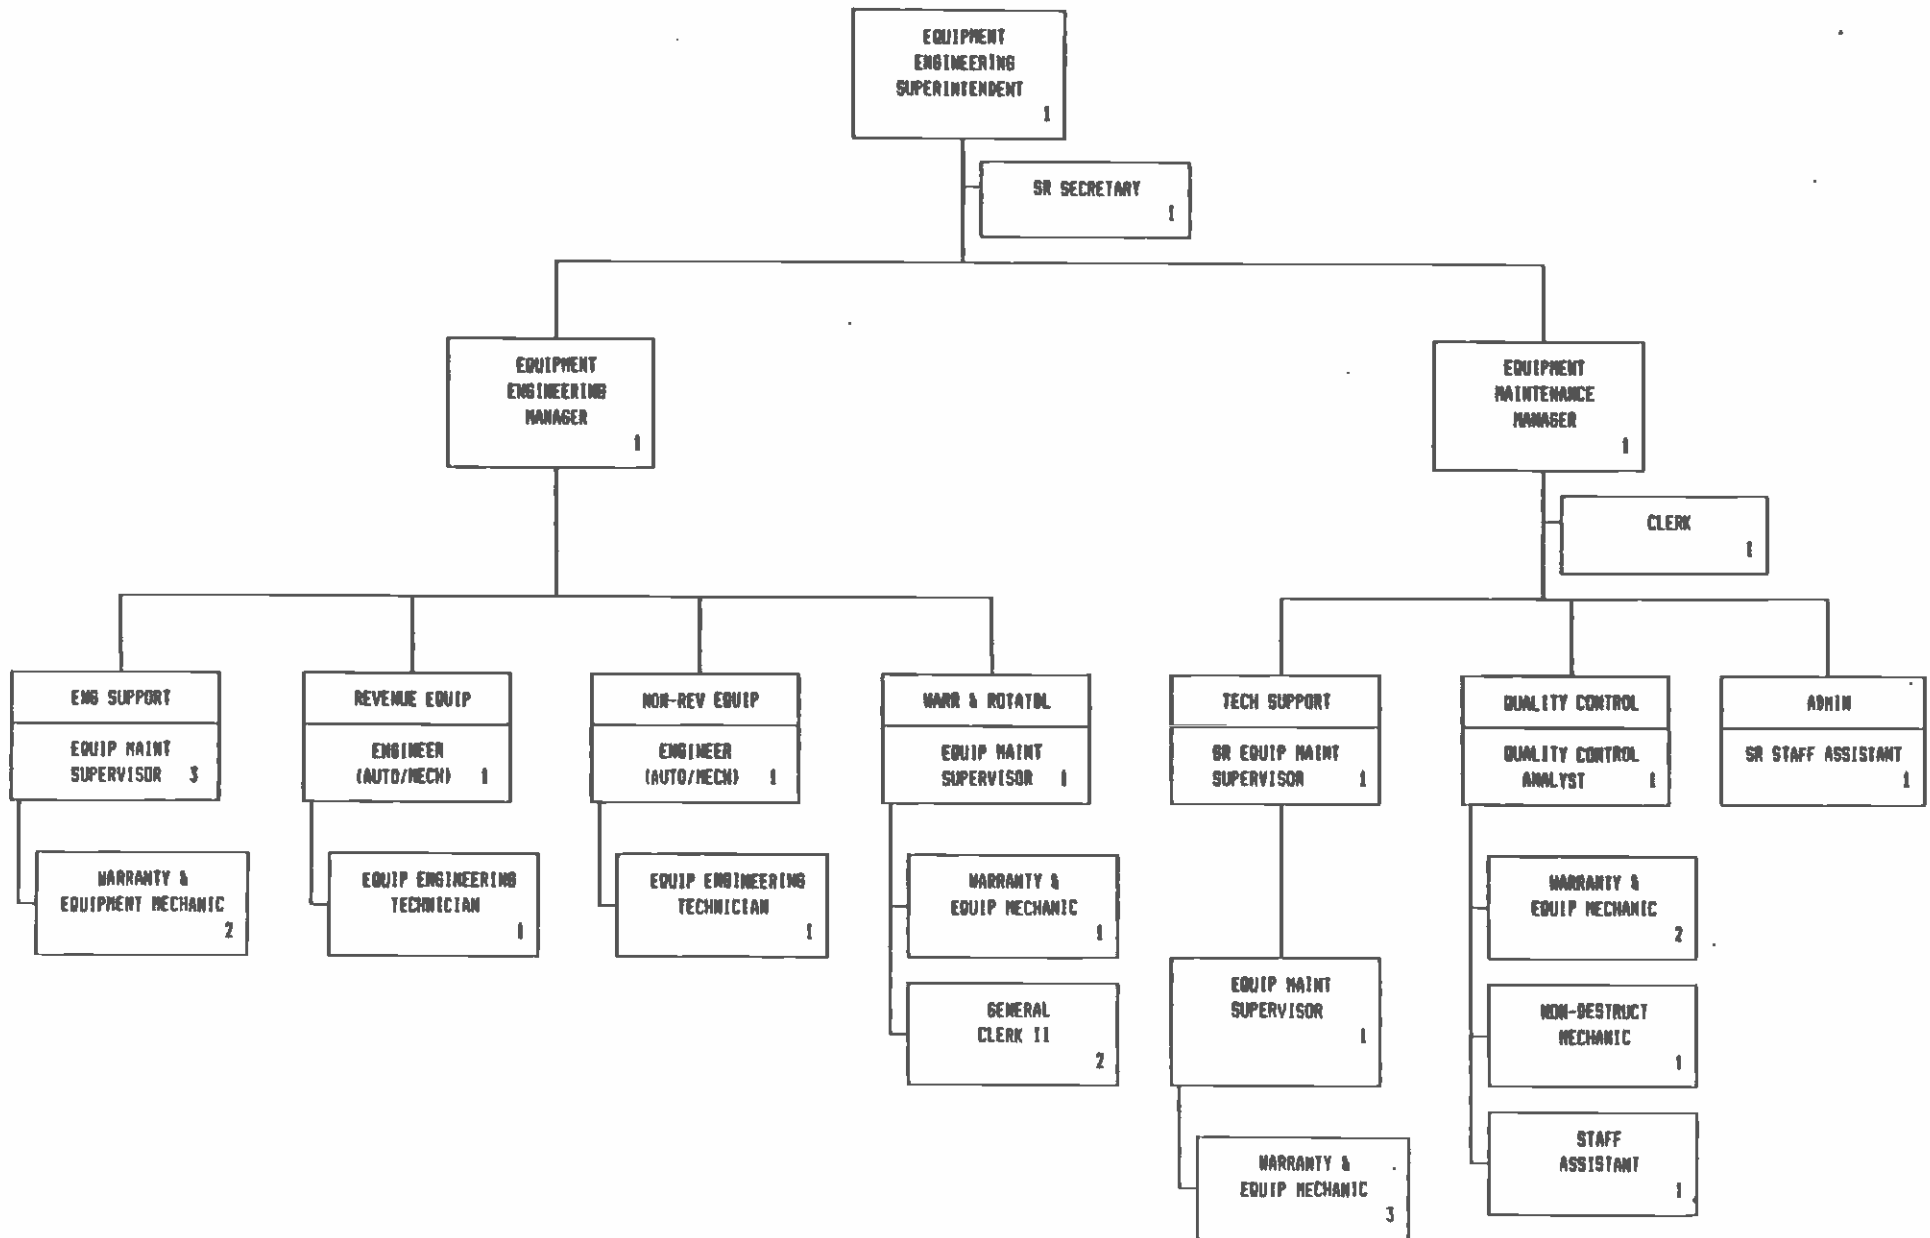 EQUIPMENT
ENGINEERING
SUPERINTENDENT
1
SR SECRETARY
1
EQUIPMENT
ENGINEERING
MANAGER
1
EQUIPMENT
MAINTENANCE
MANAGER
1
CLERK
1
ENG SUPPORT
EQUIP MAINT
SUPERVISOR 3
WARRANTY &
EQUIPMENT MECHANIC
2
REVENUE EQUIP
ENGINEER
(AUTO/MECH) 1
EQUIP ENGINEERING
TECHNICIAN
1
NON-REV EQUIP
ENGINEER
(AUTO/MECH) 1
EQUIP ENGINEERING
TECHNICIAN
1
WARR & ROTATBL
EQUIP MAINT
SUPERVISOR 1
WARRANTY &
EQUIP MECHANIC
1
GENERAL
CLERK II
2
TECH SUPPORT
SR EQUIP MAINT
SUPERVISOR 1
EQUIP MAINT
SUPERVISOR
1
WARRANTY &
EQUIP MECHANIC
3
QUALITY CONTROL
QUALITY CONTROL
ANALYST 1
WARRANTY &
EQUIP MECHANIC
2
NON-DESTRUCT
MECHANIC
1
STAFF
ASSISTANT
1
ADMIN
SR STAFF ASSISTANT
1